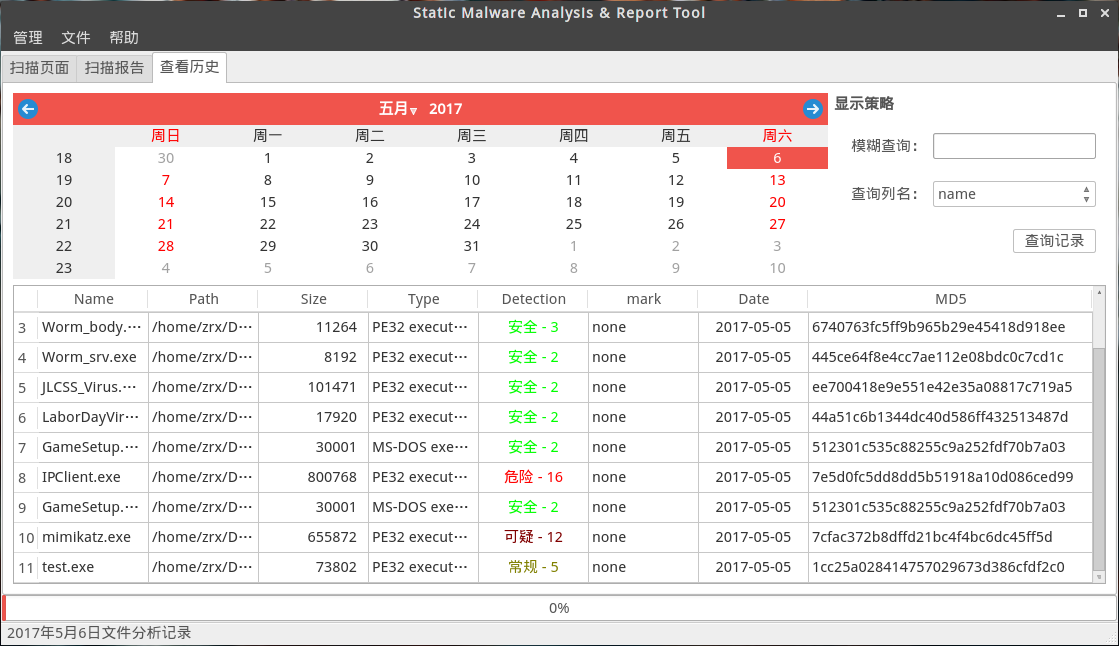 Static Malware Analysis & Report Tool
管理 文件 帮助
扫描页面 扫描报告 查看历史
五月 2017
周日 周一 周二 周三 周四 周五 周六
18 30 1 2 3 4 5 6
19 7 8 9 10 11 12 13
20 14 15 16 17 18 19 20
21 21 22 23 24 25 26 27
22 28 29 30 31 1 2 3
23 4 5 6 7 8 9 10
显示策略
模糊查询：
查询列名： name
查询记录
Name Path Size Type Detection mark Date MD5
3 Worm_body.··· /home/zrx/D··· 11264 PE32 execut··· 安全 - 3 none 2017-05-05 6740763fc5ff9b965b29e45418d918ee
4 Worm_srv.exe /home/zrx/D··· 8192 PE32 execut··· 安全 - 2 none 2017-05-05 445ce64f8e4cc7ae112e08bdc0c7cd1c
5 JLCSS_Virus.··· /home/zrx/D··· 101471 PE32 execut··· 安全 - 2 none 2017-05-05 ee700418e9e551e42e35a08817c719a5
6 LaborDayVir··· /home/zrx/D··· 17920 PE32 execut··· 安全 - 2 none 2017-05-05 44a51c6b1344dc40d586ff432513487d
7 GameSetup.··· /home/zrx/D··· 30001 MS-DOS exe··· 安全 - 2 none 2017-05-05 512301c535c88255c9a252fdf70b7a03
8 IPClient.exe /home/zrx/D··· 800768 PE32 execut··· 危险 - 16 none 2017-05-05 7e5d0fc5dd8dd5b51918a10d086ced99
9 GameSetup.··· /home/zrx/D··· 30001 MS-DOS exe··· 安全 - 2 none 2017-05-05 512301c535c88255c9a252fdf70b7a03
10 mimikatz.exe /home/zrx/D··· 655872 PE32 execut··· 可疑 - 12 none 2017-05-05 7cfac372b8dffd21bc4f4bc6dc45ff5d
11 test.exe /home/zrx/D··· 73802 PE32 execut··· 常规 - 5 none 2017-05-05 1cc25a028414757029673d386cfdf2c0
0%
2017年5月6日文件分析记录